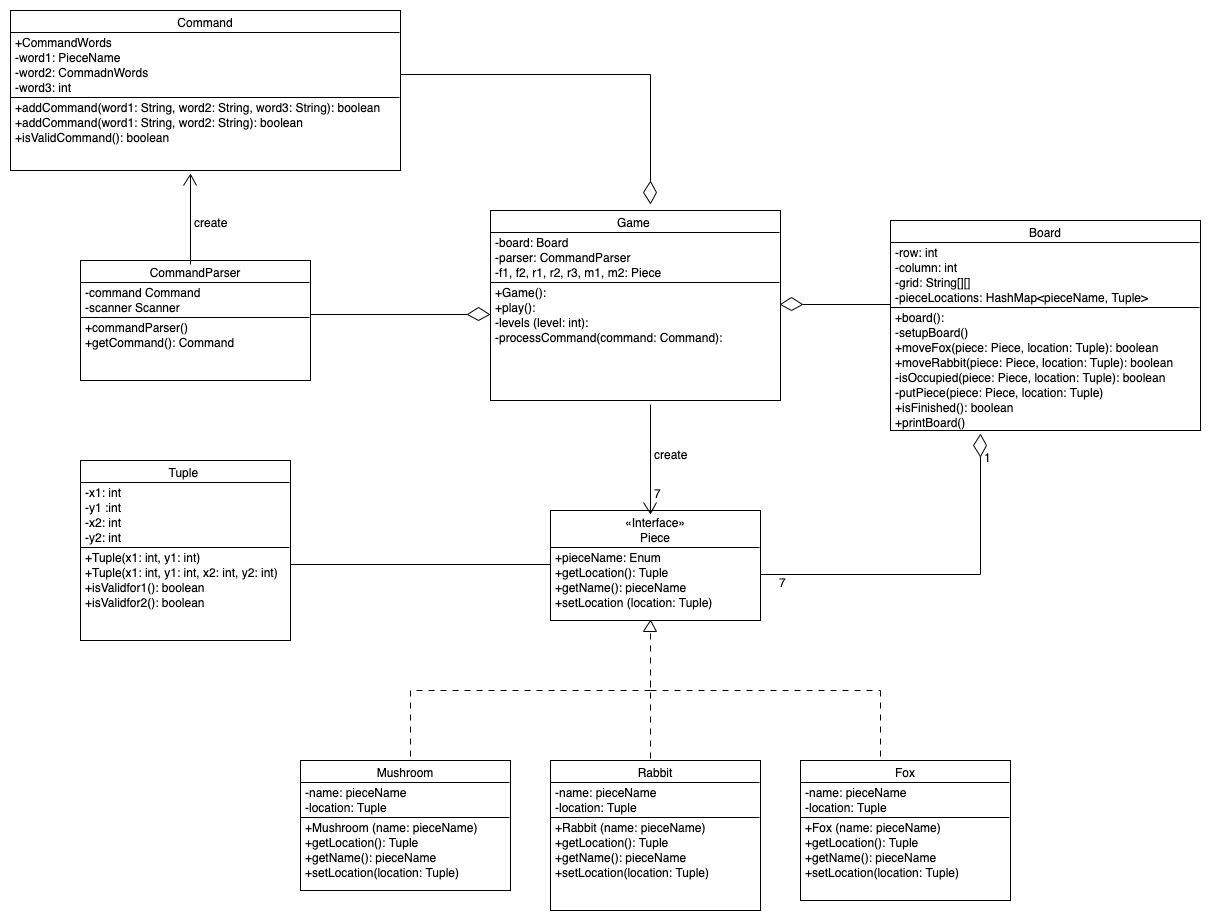 Command
+CommandWords
-word1: PieceName
-word2: CommadnWords
-word3: int
+addCommand(word1: String, word2: String, word3: String): boolean
+addCommand(word1: String, word2: String): boolean
+isValidCommand(): boolean
create
CommandParser
-command Command
-scanner Scanner
+commandParser()
+getCommand(): Command
Game
-board: Board
-parser: CommandParser
-f1, f2, r1, r2, r3, m1, m2: Piece
+Game():
+play():
-levels (level: int):
-processCommand(command: Command):
Board
-row: int
-column: int
-grid: String[][]
-pieceLocations: HashMap<pieceName, Tuple>
+board():
-setupBoard()
+moveFox(piece: Piece, location: Tuple): boolean
+moveRabbit(piece: Piece, location: Tuple): boolean
-isOccupied(piece: Piece, location: Tuple): boolean
-putPiece(piece: Piece, location: Tuple)
+isFinished(): boolean
+printBoard()
create
7
1
7
Tuple
-x1: int
-y1 :int
-x2: int
-y2: int
+Tuple(x1: int, y1: int)
+Tuple(x1: int, y1: int, x2: int, y2: int)
+isValidfor1(): boolean
+isValidfor2(): boolean
«Interface»
Piece
+pieceName: Enum
+getLocation(): Tuple
+getName(): pieceName
+setLocation (location: Tuple)
Mushroom
-name: pieceName
-location: Tuple
+Mushroom (name: pieceName)
+getLocation(): Tuple
+getName(): pieceName
+setLocation(location: Tuple)
Rabbit
-name: pieceName
-location: Tuple
+Rabbit (name: pieceName)
+getLocation(): Tuple
+getName(): pieceName
+setLocation(location: Tuple)
Fox
-name: pieceName
-location: Tuple
+Fox (name: pieceName)
+getLocation(): Tuple
+getName(): pieceName
+setLocation(location: Tuple)